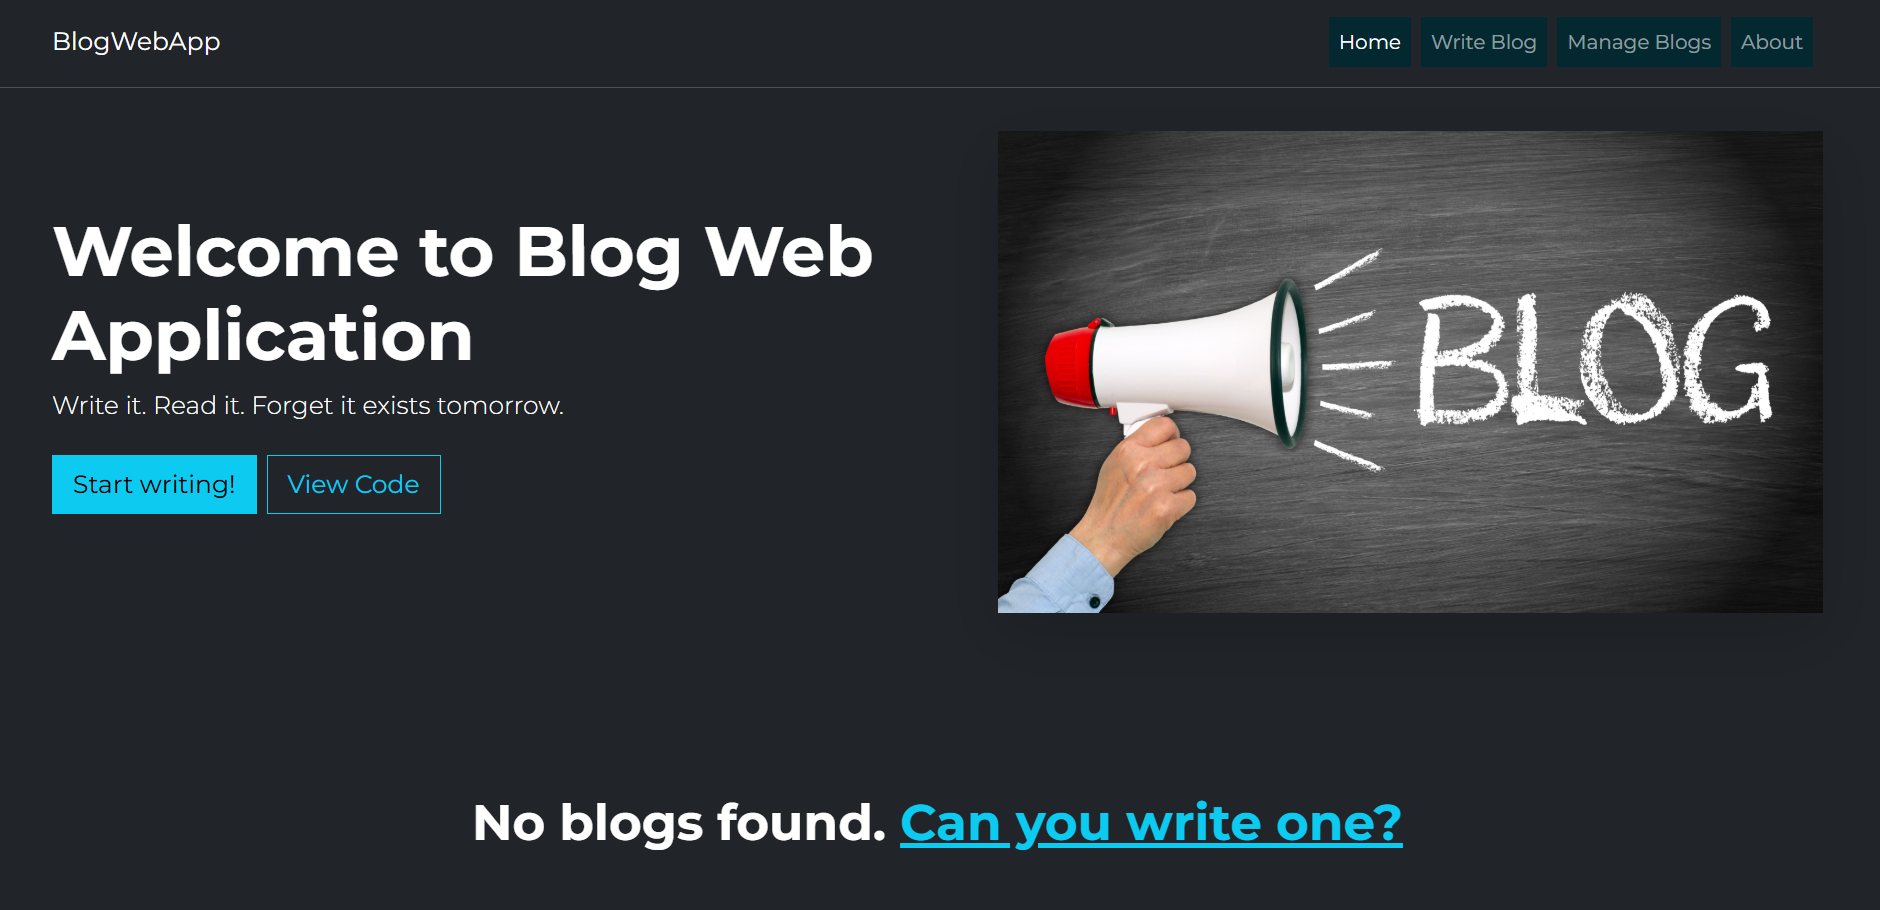 BlogWebApp
Home
Write Blog
Manage Blogs
About
Welcome to Blog Web
Application
Write it. Read it. Forget it exists tomorrow.
Start writing!
View Code
BLOG
No blogs found. Can you write one?